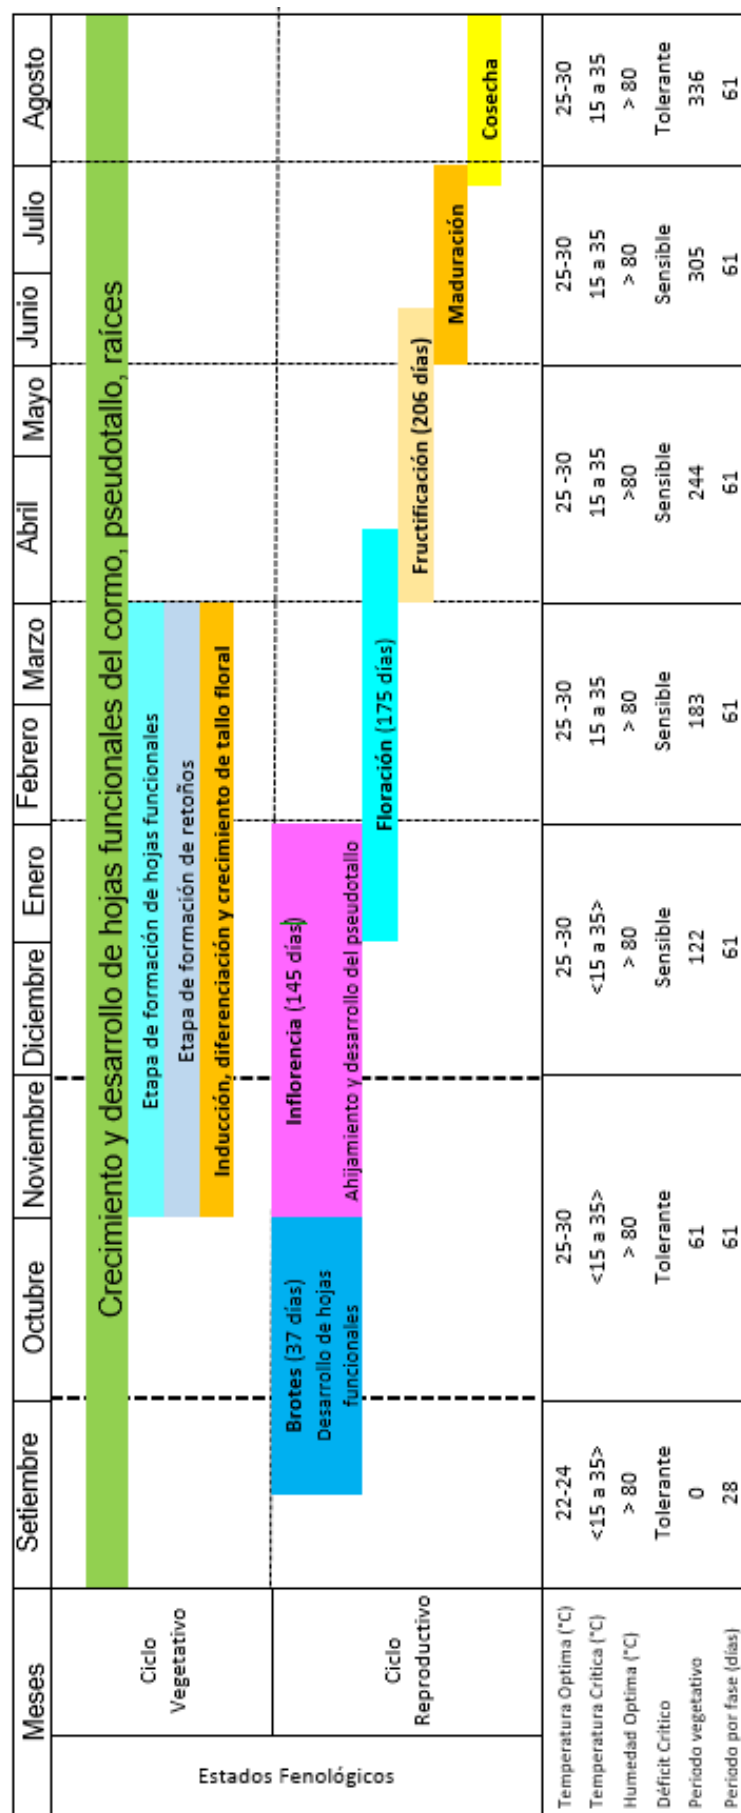 Meses
Setiembre
Octubre
Noviembre
Diciembre
Enero
Febrero
Marzo
Abril
Mayo
Junio
Julio
Agosto
Estados Fenológicos
Ciclo
Vegetativo
Crecimiento y desarrollo de hojas funcionales del cormo, pseudotallo, raíces
Etapa de formación de hojas funcionales
Etapa de formación de retoños
Inducción, diferenciación y crecimiento de tallo floral
Ciclo
Reproductivo
Brotes (37 días)
Desarrollo de hojas
funcionales
Inflorencia (145 días)
Ahijamiento y desarrollo del pseudotallo
Floración (175 días)
Fructificación (206 días)
Maduración
Cosecha
Temperatura Optima (°C) 22-24 25-30 25 -30 25 -30 25 -30 25-30 25-30
Temperatura Critica (°C) <15 a 35> <15 a 35> <15 a 35> 15 a 35 15 a 35 15 a 35 15 a 35
Humedad Optima (°C) > 80 > 80 > 80 > 80 >80 > 80 > 80
Déficit Critico Tolerante Tolerante Sensible Sensible Sensible Sensible Tolerante
Periodo vegetativo 0 61 122 183 244 305 336
Periodo por fase (días) 28 61 61 61 61 61 61